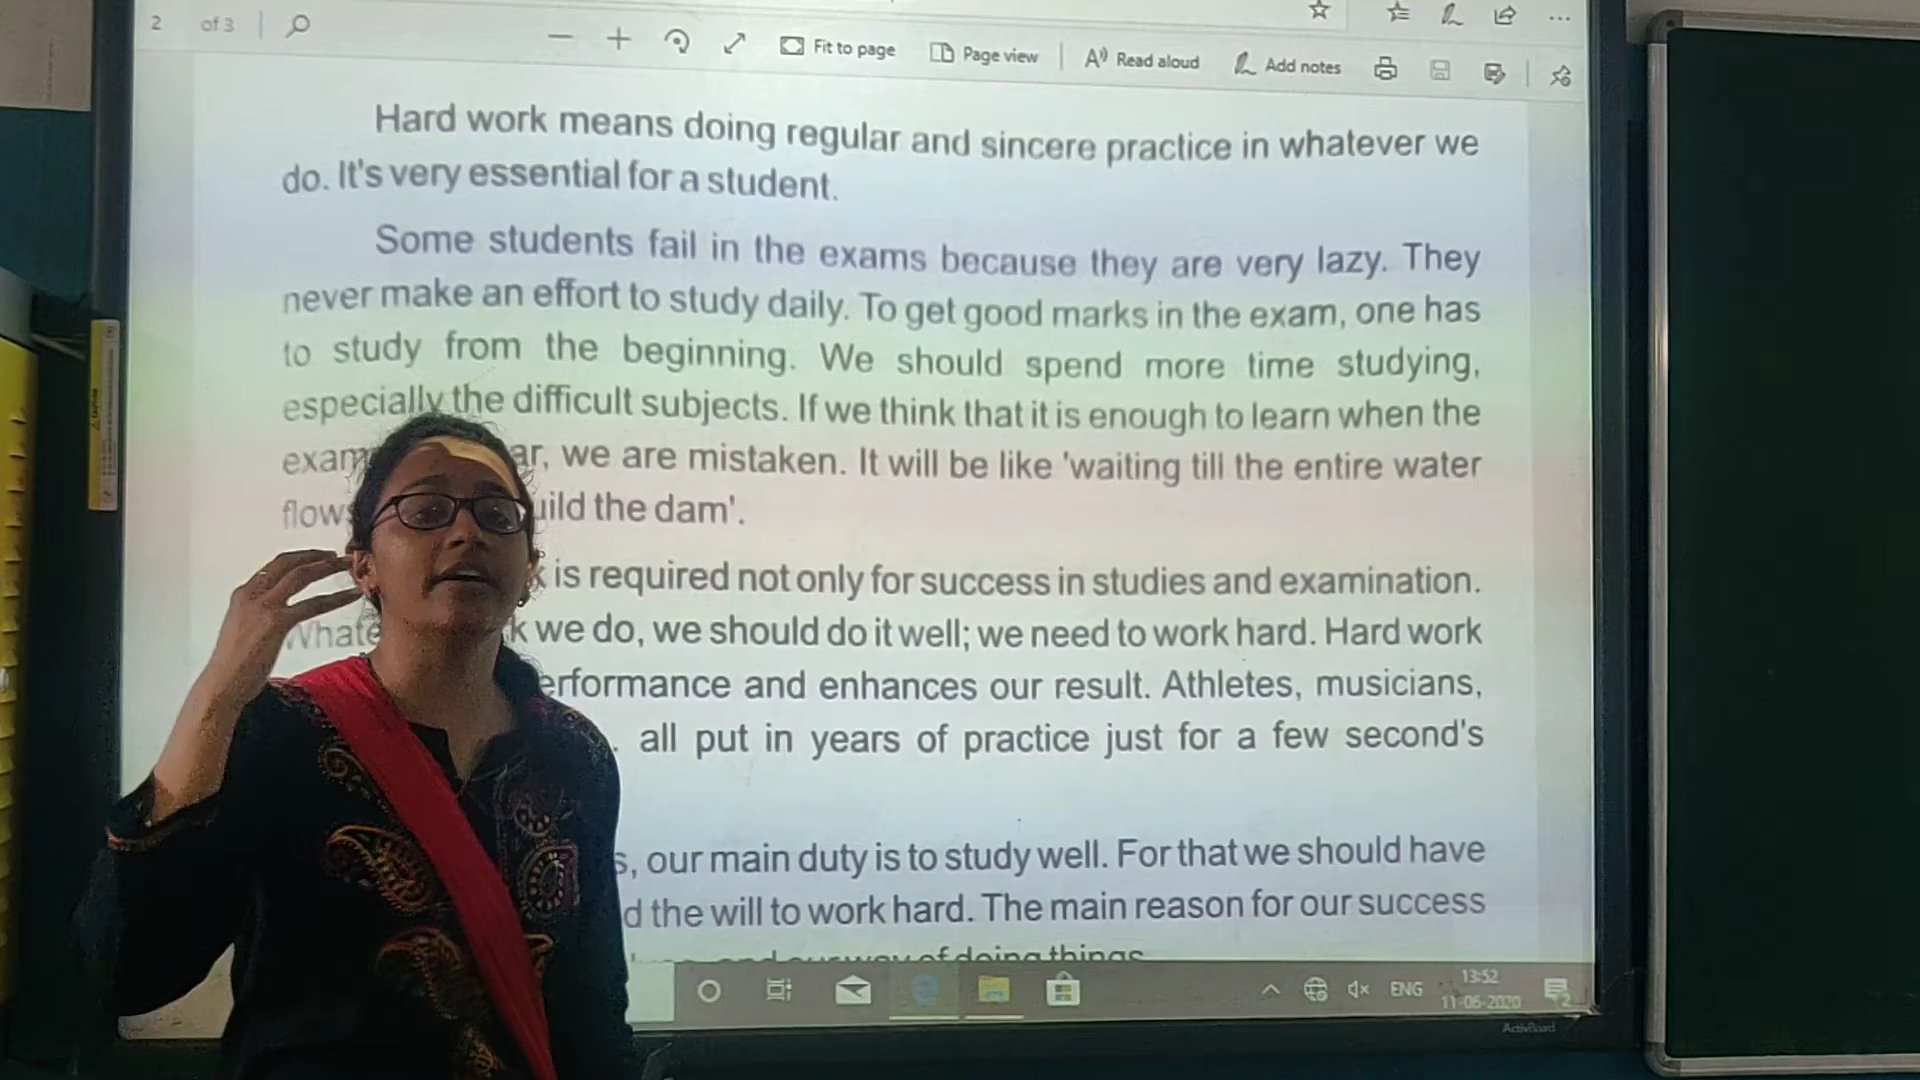 2 of 3
Fit to page Page view Read aloud Add notes
Hard work means doing regular and sincere practice in whatever we
do. It's very essential for a student.
Some students fail in the exams because they are very lazy. They
never make an effort to study daily. To get good marks in the exam, one has
to study from the beginning. We should spend more time studying,
especially the difficult subjects. If we think that it is enough to learn when the
we are mistaken. It will be like 'waiting till the entire water
the dam'.
is required not only for success in studies and examination.
we do, we should do it well; we need to work hard. Hard work
and enhances our result. Athletes, musicians,
all put in years of practice just for a few second's
our main duty is to study well. For that we should have
the will to work hard. The main reason for our success
of doing things
ENG
13:52
11-06-2020
2
ActivBoard